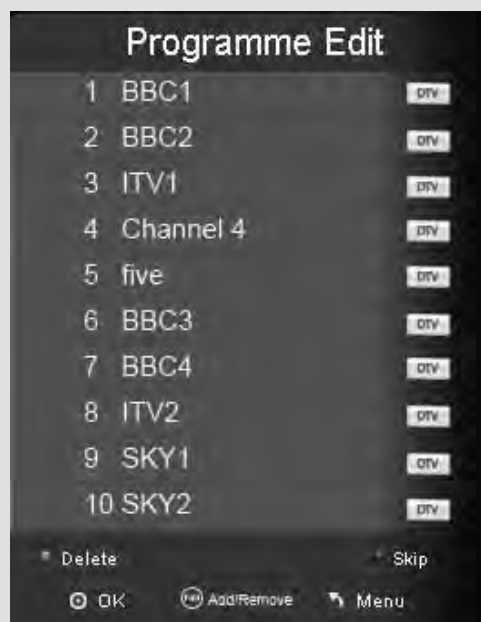 Programme Edit
1 BBC1 DTV
2 BBC2 DTV
3 ITV1 DTV
4 Channel 4 DTV
5 five DTV
6 BBC3 DTV
7 BBC4 DTV
8 ITV2 DTV
9 SKY1 DTV
10 SKY2 DTV
Delete Skip
OK Add/Remove Menu